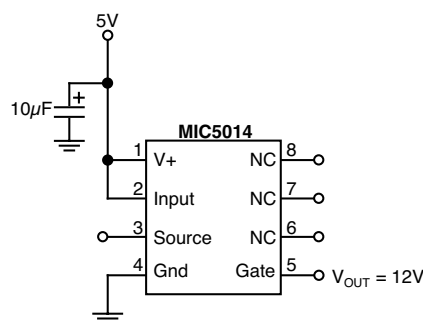 5V
+
10µF
MIC5014
1 V+ NC 8
2 Input NC 7
3 Source NC 6
4 Gnd Gate 5 VOUT = 12V